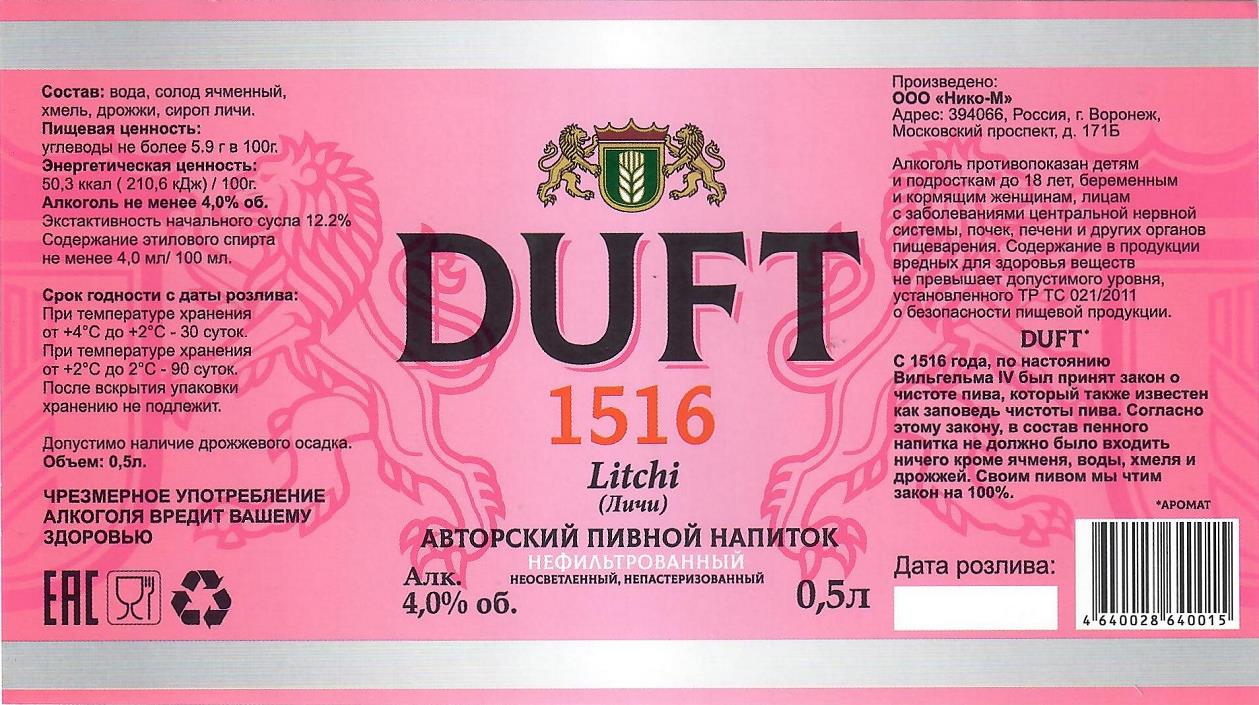 Состав: вода, солод ячменный,
хмель, дрожжи, сироп личи.
Пищевая ценность:
углеводы не более 5.9 г в 100г.
Энергетическая ценность:
50,3 ккал ( 210,6 кДж) / 100г.
Алкоголь не менее 4,0% об.
Экстактивность начального сусла 12.2%
Содержание этилового спирта
не менее 4,0 мл/ 100 мл.
Срок годности с даты розлива:
При температуре хранения
от +4°С до +2°С - 30 суток.
При температуре хранения
от +2°С до 2°С - 90 суток.
После вскрытия упаковки
хранению не подлежит.
Допустимо наличие дрожжевого осадка.
Объем: 0,5л.
ЧРЕЗМЕРНОЕ УПОТРЕБЛЕНИЕ
АЛКОГОЛЯ ВРЕДИТ ВАШЕМУ
ЗДОРОВЬЮ
EAC
DUFT
1516
Litchi
(Личи)
АВТОРСКИЙ ПИВНОЙ НАПИТОК
НЕФИЛЬТРОВАННЫЙ
НЕОСВЕТЛЕННЫЙ, НЕПАСТЕРИЗОВАННЫЙ
Алк.
4,0% об.
0,5л
Произведено:
ООО «Нико-М»
Адрес: 394066, Россия, г. Воронеж,
Московский проспект, д. 171Б
Алкоголь противопоказан детям
и подросткам до 18 лет, беременным
и кормящим женщинам, лицам
с заболеваниями центральной нервной
системы, почек, печени и других органов
пищеварения. Содержание в продукции
вредных для здоровья веществ
не превышает допустимого уровня,
установленного ТР ТС 021/2011
о безопасности пищевой продукции.
DUFT*
С 1516 года, по настоянию
Вильгельма IV был принят закон о
чистоте пива, который также известен
как заповедь чистоты пива. Согласно
этому закону, в состав пенного
напитка не должно было входить
ничего кроме ячменя, воды, хмеля и
дрожжей. Своим пивом мы чтим
закон на 100%.
*АРОМАТ
Дата розлива:
4 640028 640015